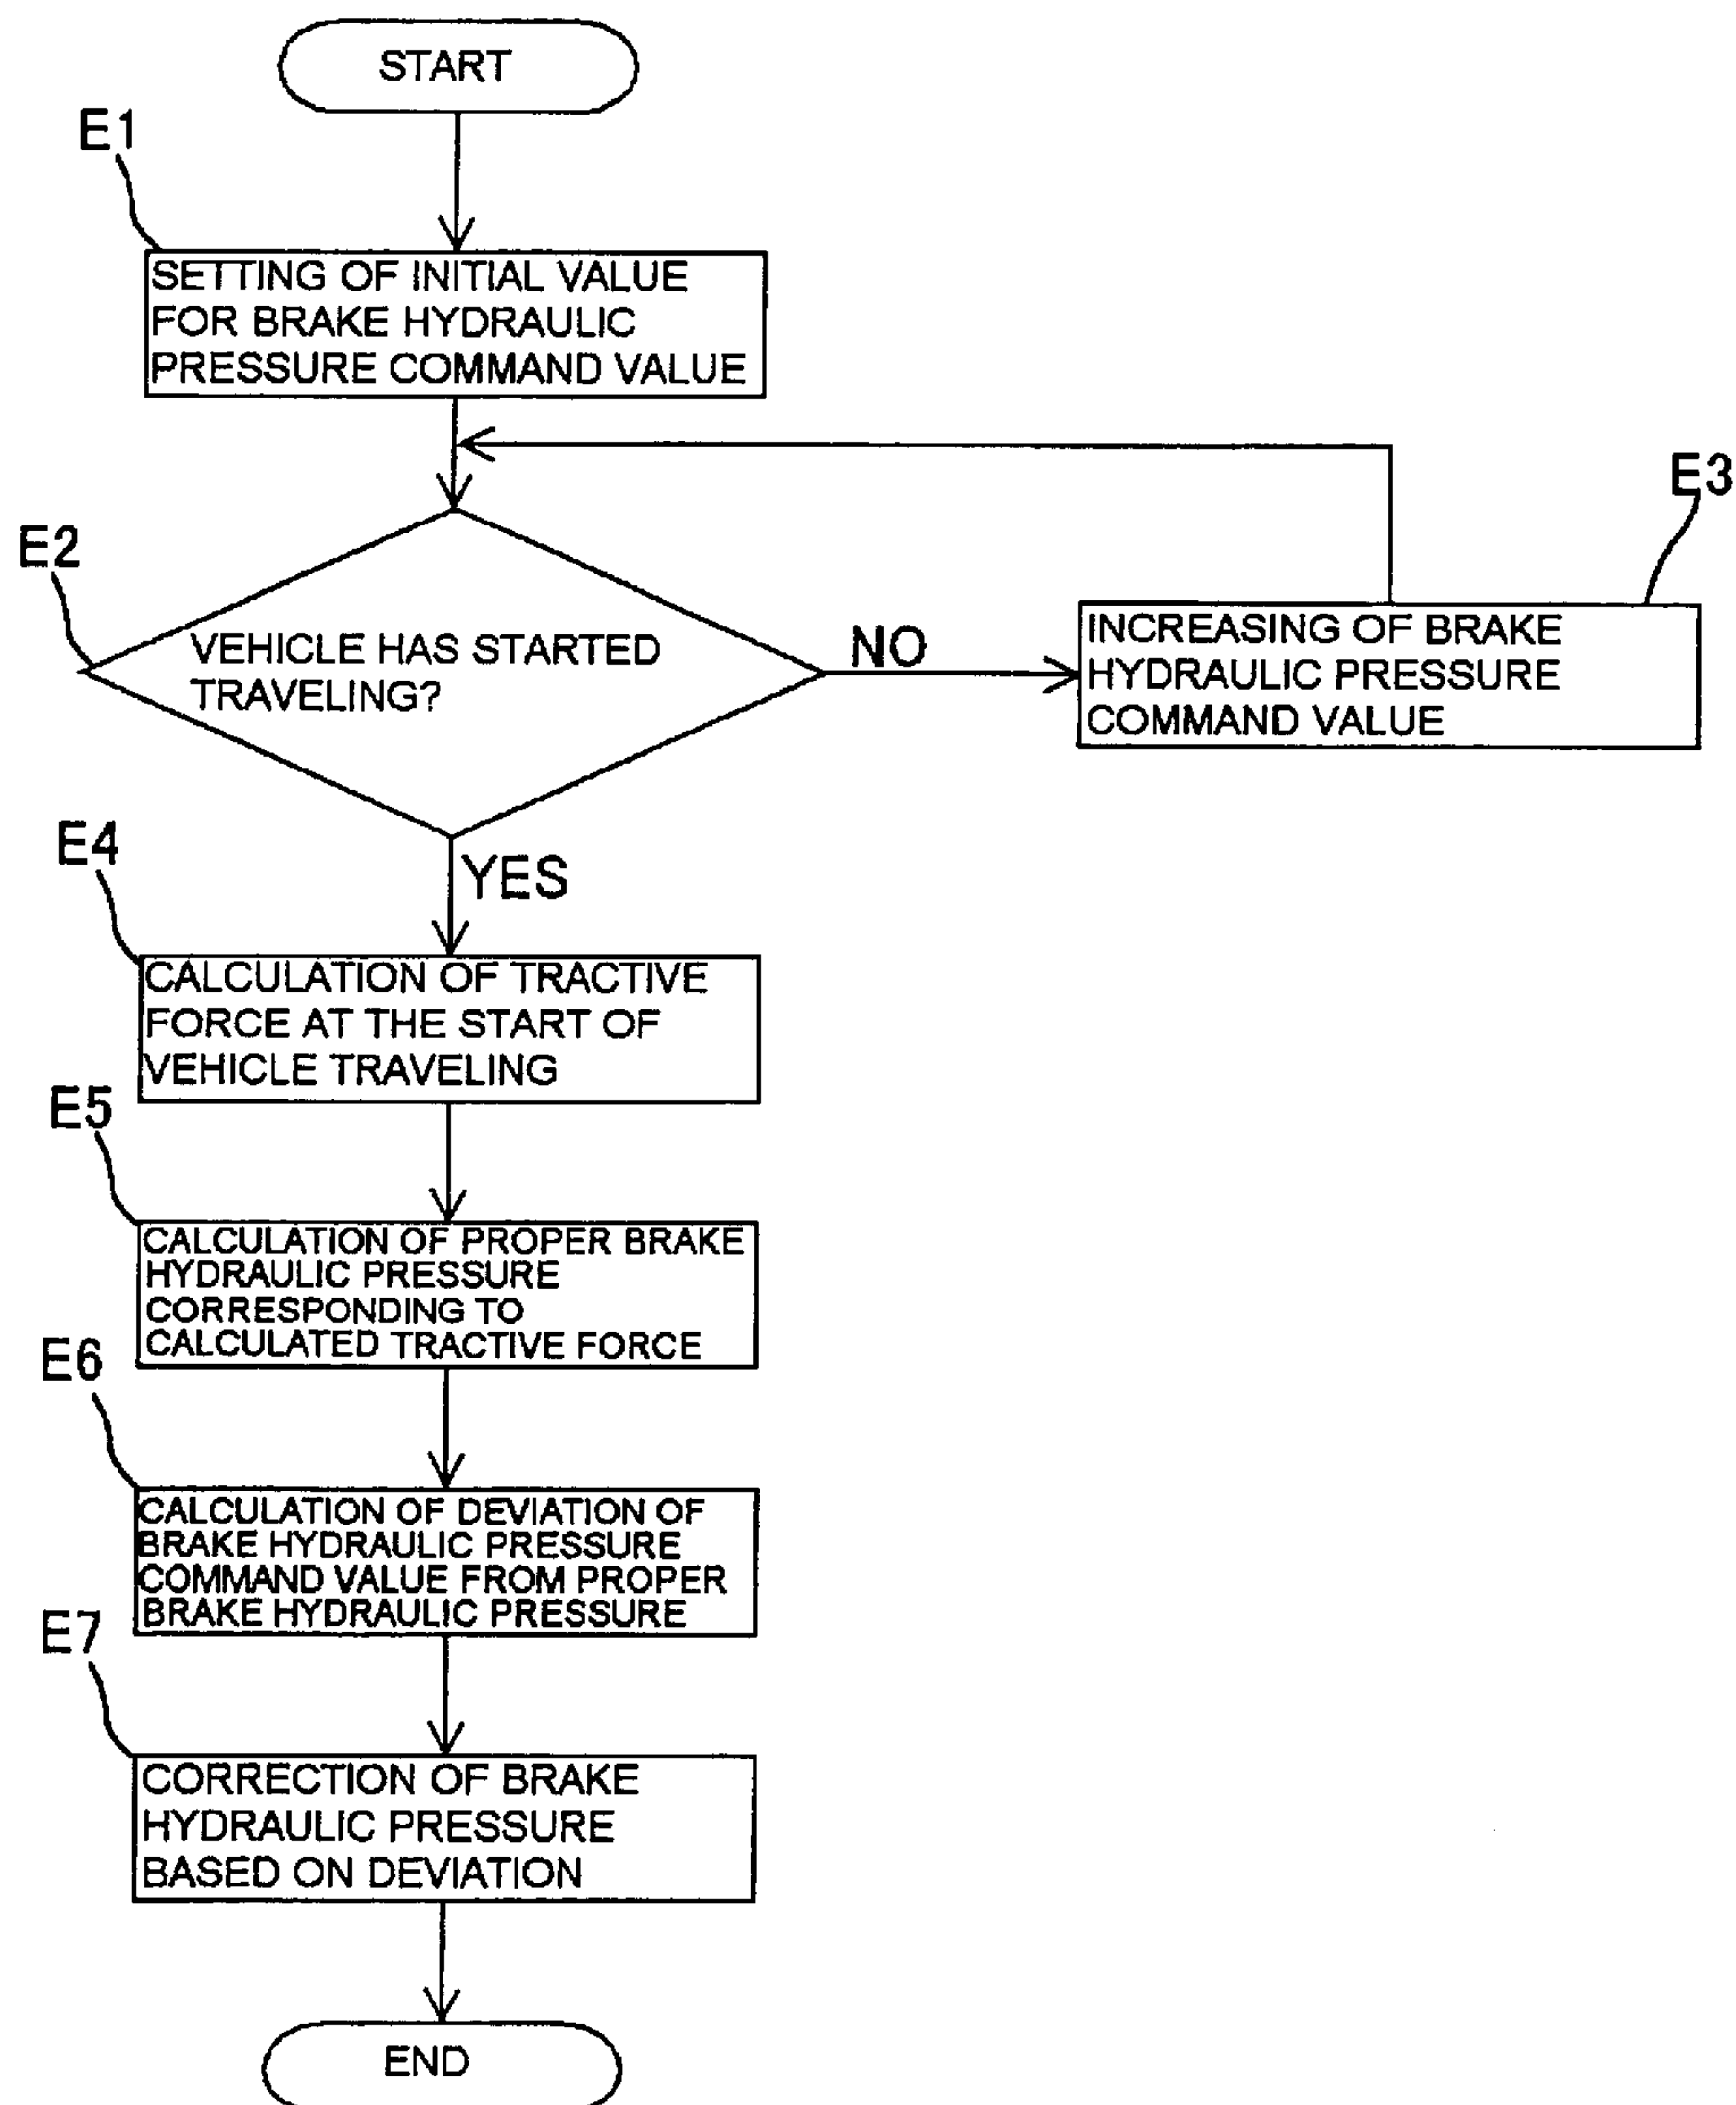 START
E1
SETTING OF INITIAL VALUE
FOR BRAKE HYDRAULIC
PRESSURE COMMAND VALUE
E2
VEHICLE HAS STARTED
TRAVELING?
NO
E3
INCREASING OF BRAKE
HYDRAULIC PRESSURE
COMMAND VALUE
YES
E4
CALCULATION OF TRACTIVE
FORCE AT THE START OF
VEHICLE TRAVELING
E5
CALCULATION OF PROPER BRAKE
HYDRAULIC PRESSURE
CORRESPONDING TO
CALCULATED TRACTIVE FORCE
E6
CALCULATION OF DEVIATION OF
BRAKE HYDRAULIC PRESSURE
COMMAND VALUE FROM PROPER
BRAKE HYDRAULIC PRESSURE
E7
CORRECTION OF BRAKE
HYDRAULIC PRESSURE
BASED ON DEVIATION
END